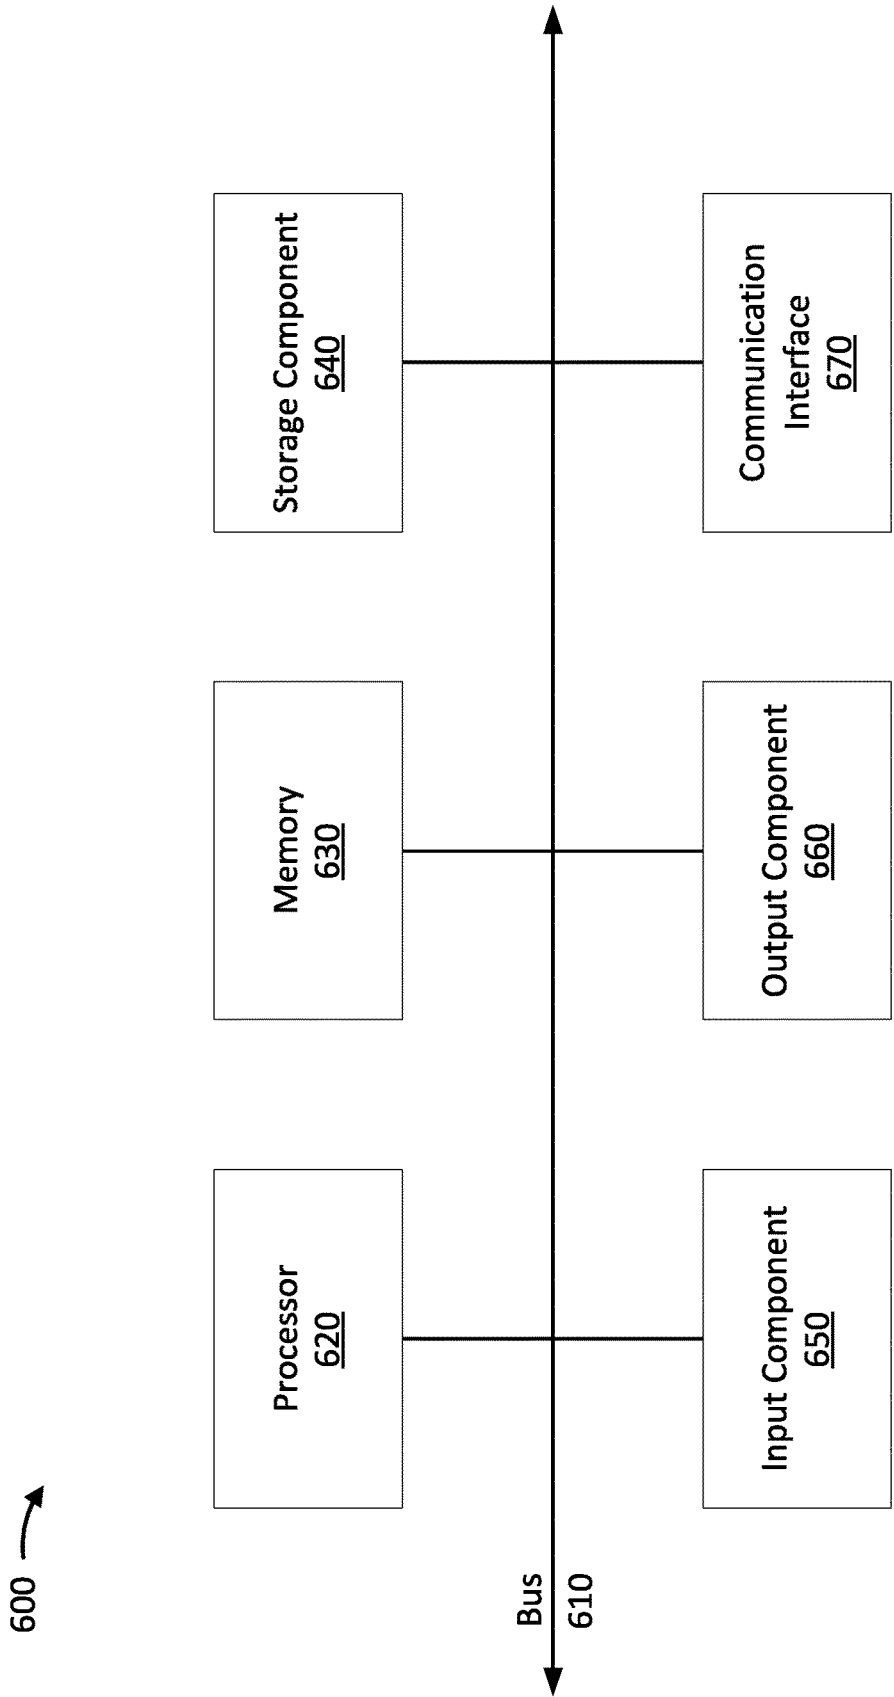 600
Processor
620
Memory
630
Storage Component
640
Bus
610
Input Component
650
Output Component
660
Communication
Interface
670